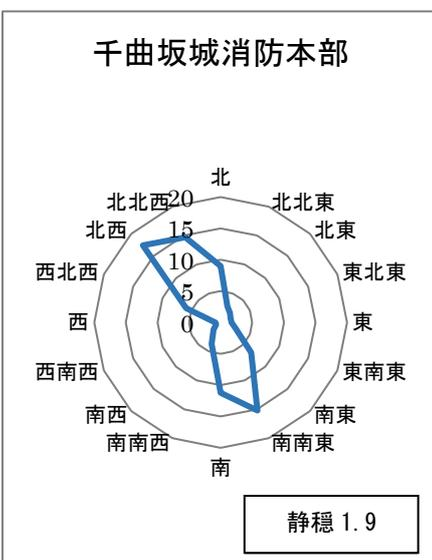 千曲坂城消防本部
北
北北西 20 北北東
北西 15 北東
10
西北西 5 東北東
西 0 東
西南西 東南東
南西 南東
南南西 南南東
南
静穏 1.9